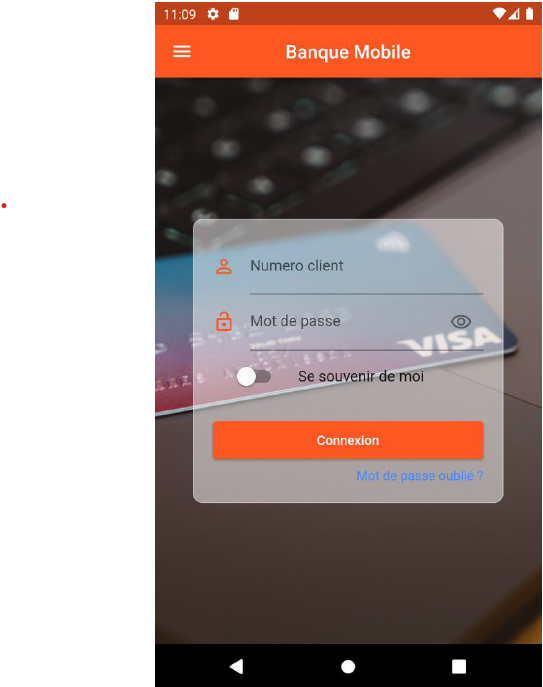 11:09
Banque Mobile
Numero client
Mot de passe
VISA
Se souvenir de moi
Connexion
Mot de passe oublié ?